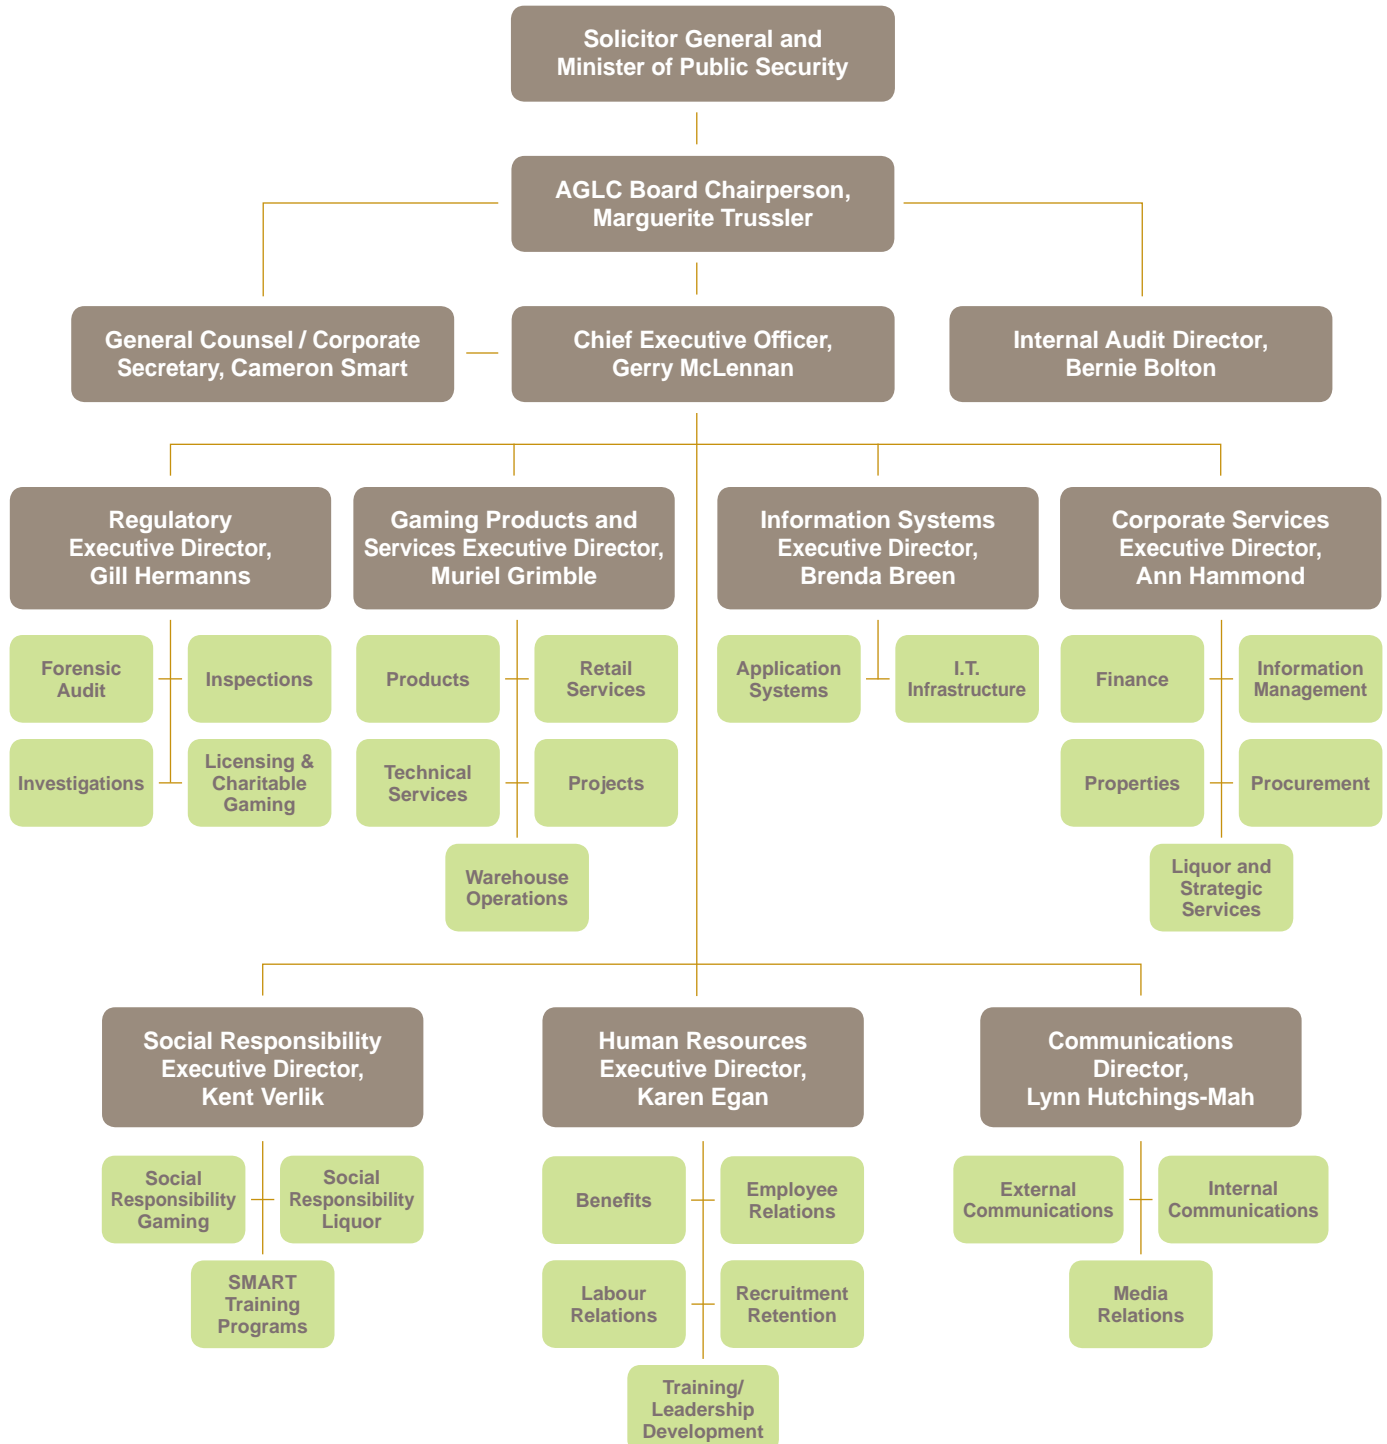 Solicitor General and
Minister of Public Security
AGLC Board Chairperson,
Marguerite Trussler
General Counsel / Corporate
Secretary, Cameron Smart
Chief Executive Officer,
Gerry McLennan
Internal Audit Director,
Bernie Bolton
Regulatory
Executive Director,
Gill Hermanns
Gaming Products and
Services Executive Director,
Muriel Grimble
Information Systems
Executive Director,
Brenda Breen
Corporate Services
Executive Director,
Ann Hammond
Forensic
Audit
Inspections
Products
Retail
Services
Application
Systems
I.T.
Infrastructure
Finance
Information
Management
Investigations
Licensing &
Charitable
Gaming
Technical
Services
Projects
Properties
Procurement
Warehouse
Operations
Liquor and
Strategic
Services
Social Responsibility
Executive Director,
Kent Verlik
Human Resources
Executive Director,
Karen Egan
Communications
Director,
Lynn Hutchings-Mah
Social
Responsibility
Gaming
Social
Responsibility
Liquor
Benefits
Employee
Relations
External
Communications
Internal
Communications
SMART
Training
Programs
Labour
Relations
Recruitment
Retention
Media
Relations
Training/
Leadership
Development